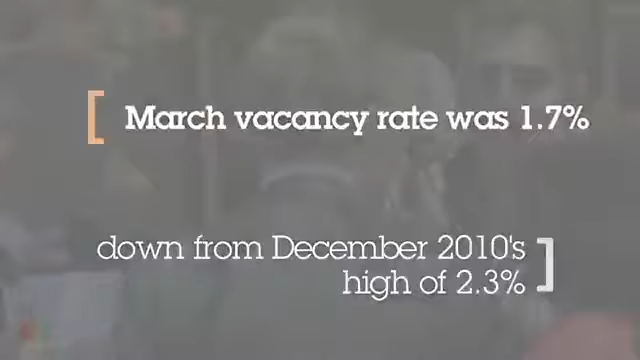 March vacancy rate was 1.7%
down from December 2010's
high of 2.3%